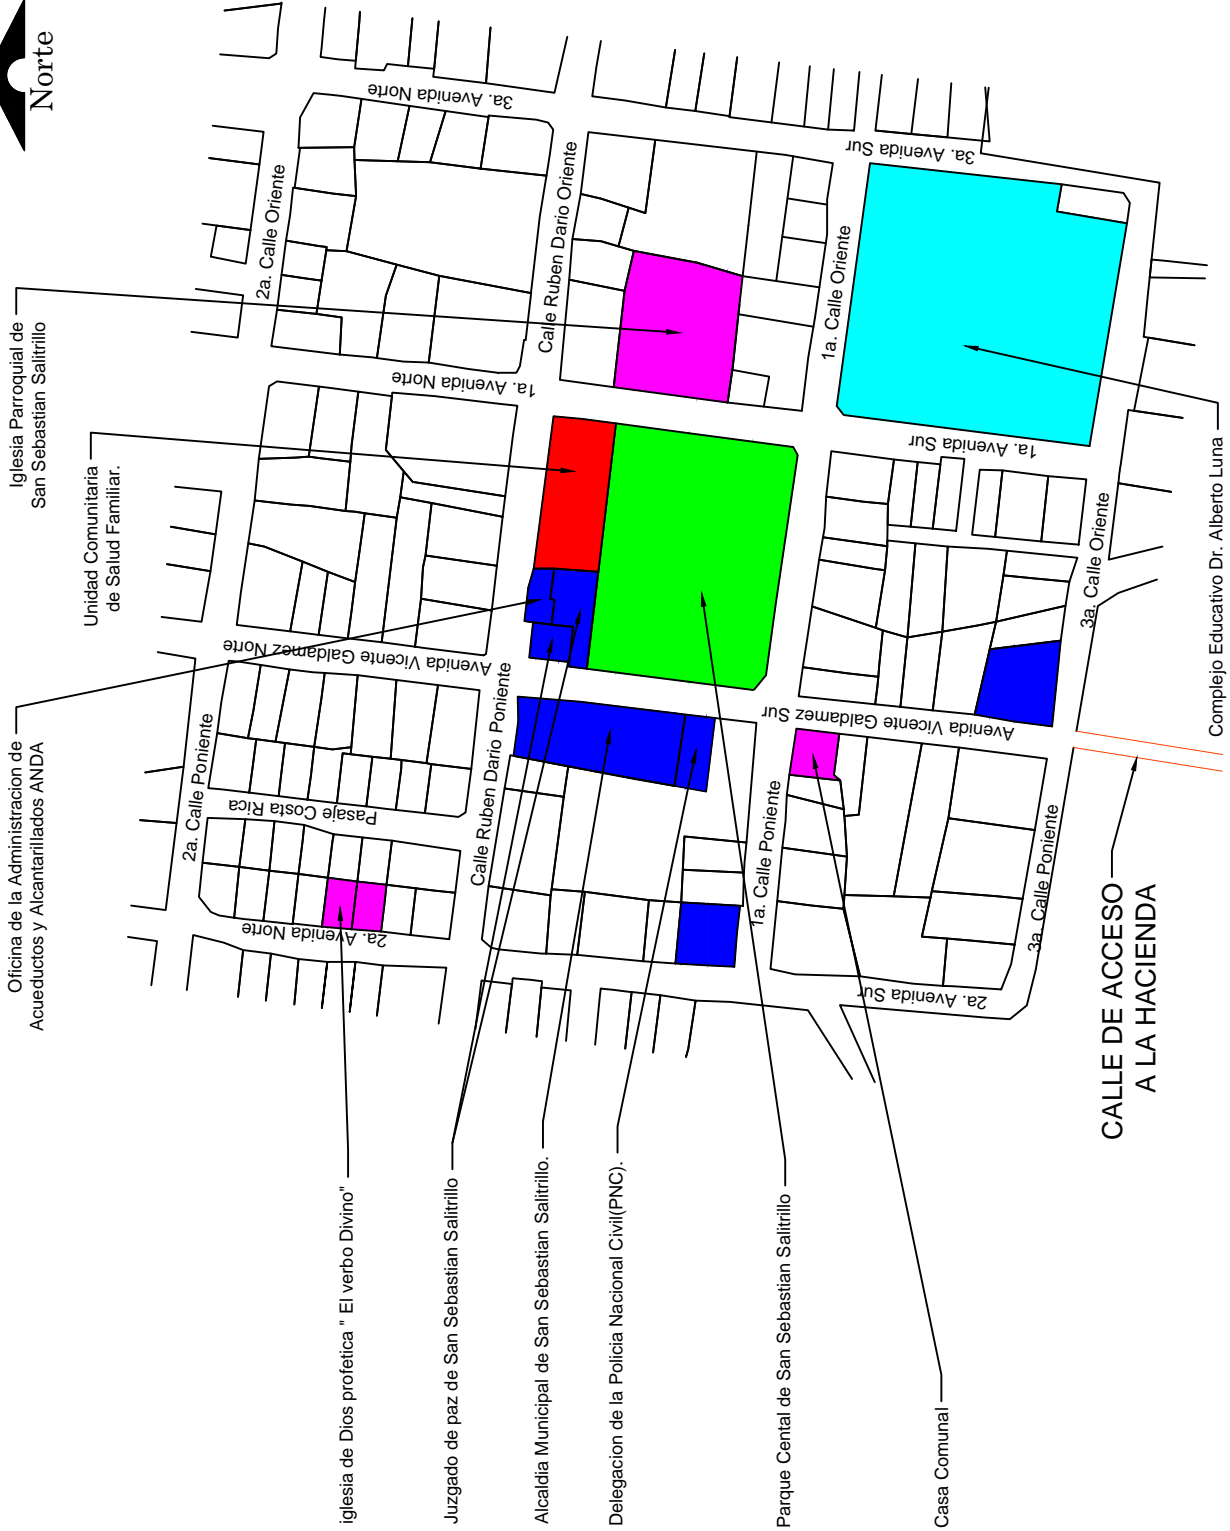 Norte
Oficina de la Administracion de
Acueductos y Alcantarillados ANDA
Unidad Comunitaria
de Salud Familiar.
Iglesia Parroquial de
San Sebastian Salitrillo
iglesia de Dios profetica " El verbo Divino"
Juzgado de paz de San Sebastian Salitrillo
Alcaldia Municipal de San Sebastian Salitrillo.
Delegacion de la Policia Nacional Civil(PNC).
Parque Cental de San Sebastian Salitrillo
Casa Comunal
CALLE DE ACCESO
A LA HACIENDA
Complejo Educativo Dr. Alberto Luna
2a. Calle Poniente
2a. Calle Oriente
Calle Ruben Dario Poniente
Calle Ruben Dario Oriente
1a. Calle Poniente
1a. Calle Oriente
3a. Calle Poniente
3a. Calle Oriente
2a. Avenida Norte
2a. Avenida Sur
Pasaje Costa Rica
Avenida Vicente Galdamez Norte
Avenida Vicente Galdamez Sur
1a. Avenida Norte
1a. Avenida Sur
3a. Avenida Norte
3a. Avenida Sur